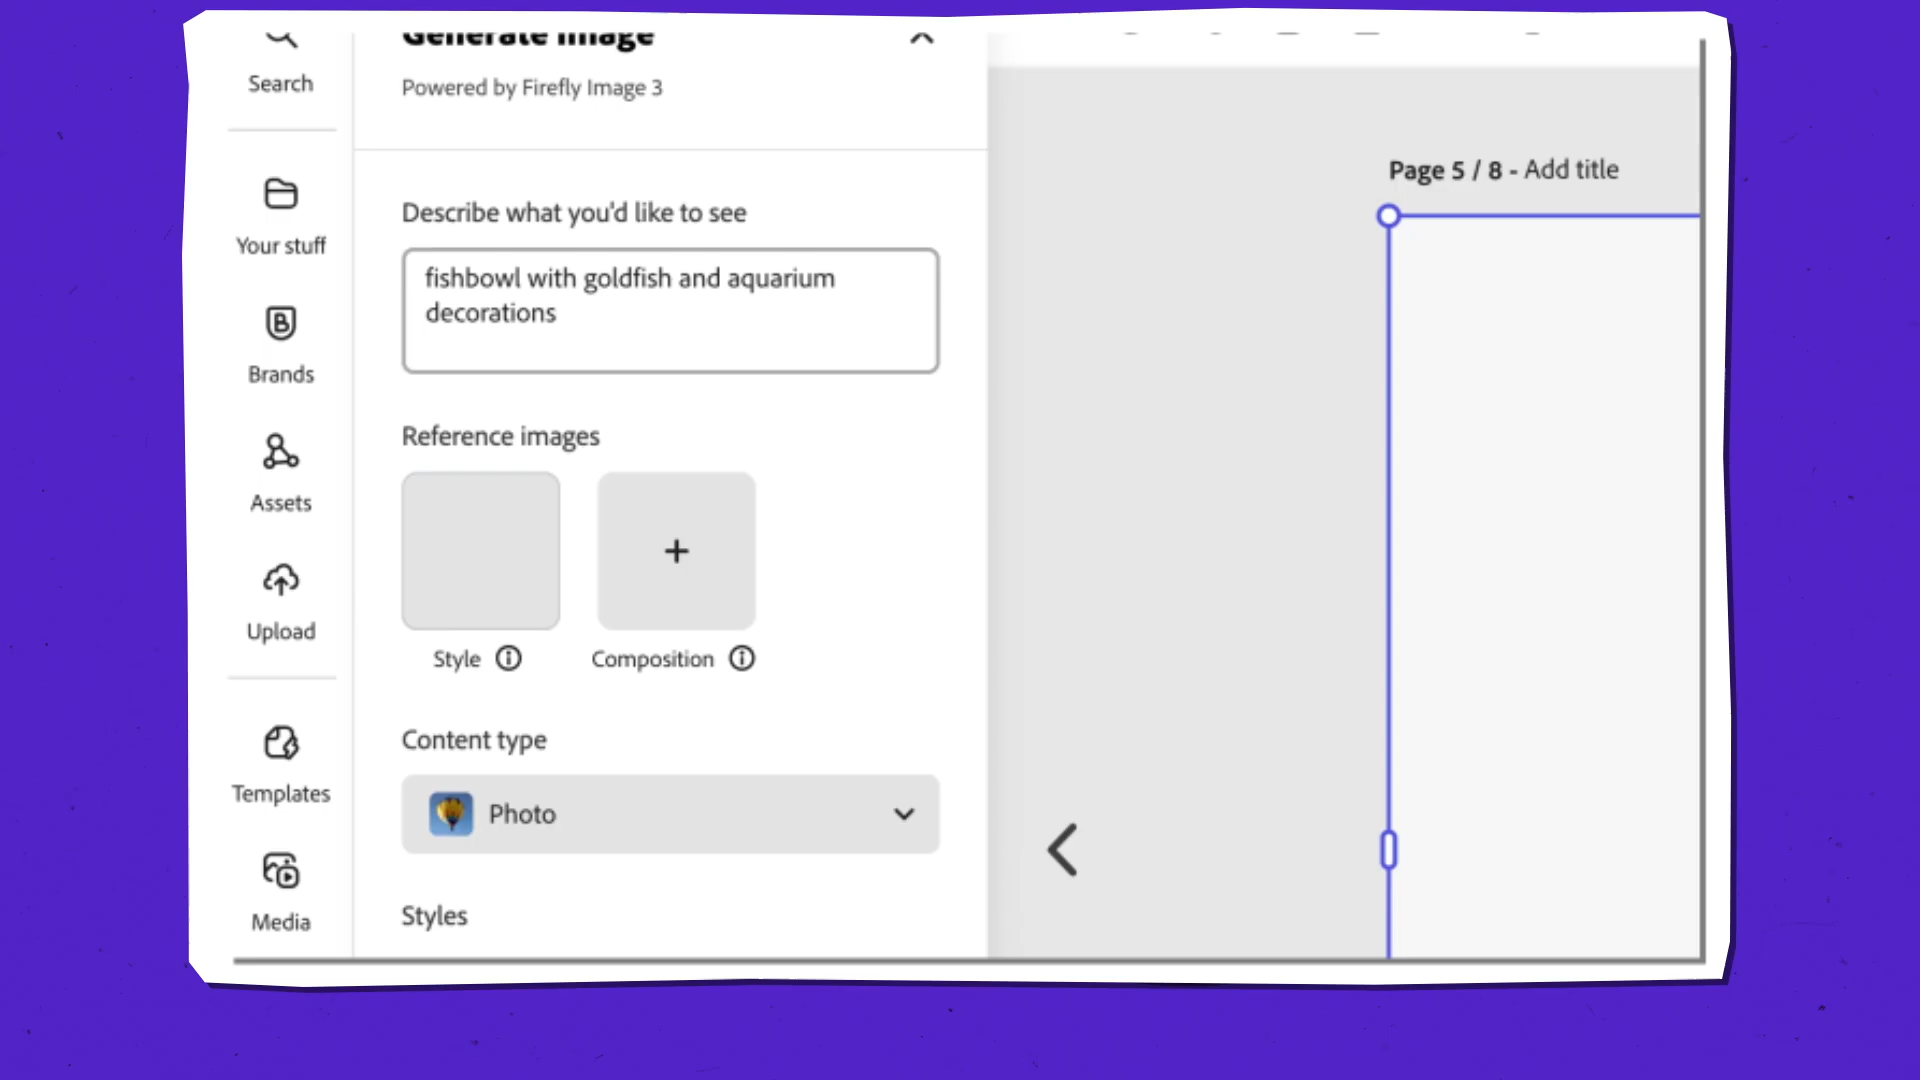 Search
Your stuff
Brands
Assets
Upload
Templates
Media
Generate image
Powered by Firefly Image 3
Describe what you'd like to see
fishbowl with goldfish and aquarium
decorations
Reference images
Style
Composition
Content type
Photo
Styles
Page 5 / 8 - Add title